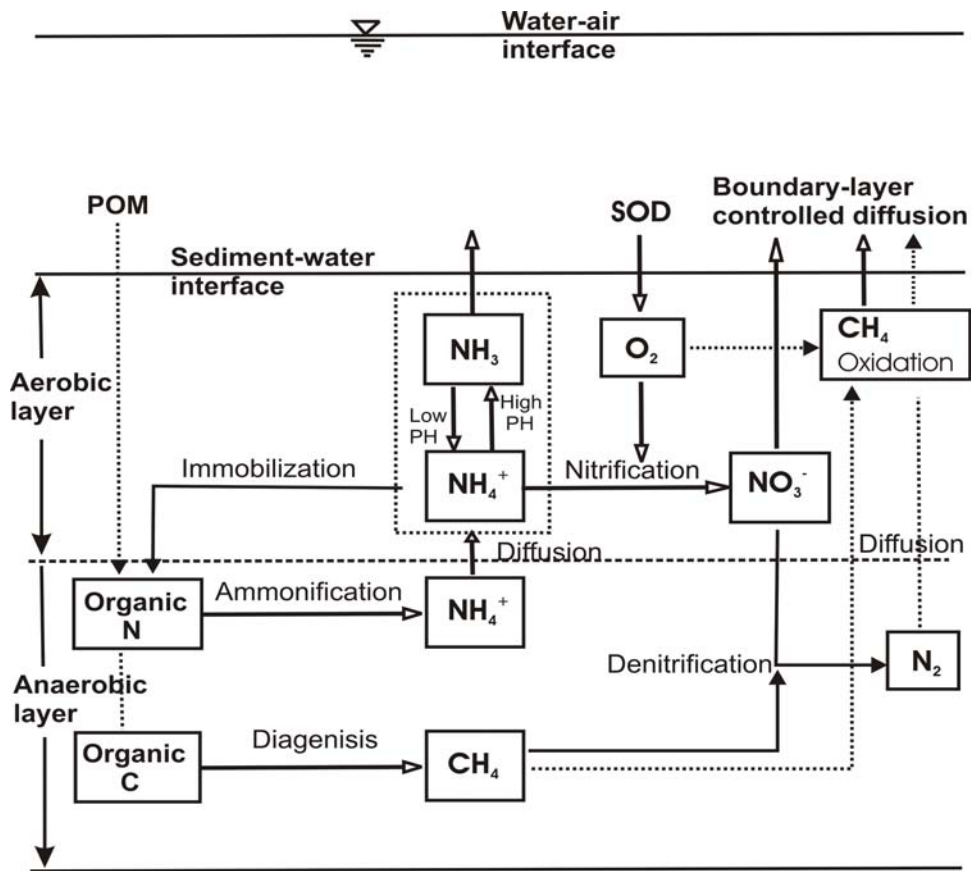 Water-air
interface
POM
SOD
Boundary-layer
controlled diffusion
Sediment-water
interface
NH₃
O₂
CH₄
Oxidation
Aerobic
layer
Low
PH
High
PH
Immobilization
NH₄⁺
Nitrification
NO₃⁻
Diffusion
Diffusion
Organic
N
Ammonification
NH₄⁺
Denitrification
N₂
Anaerobic
layer
Organic
C
Diagenisis
CH₄